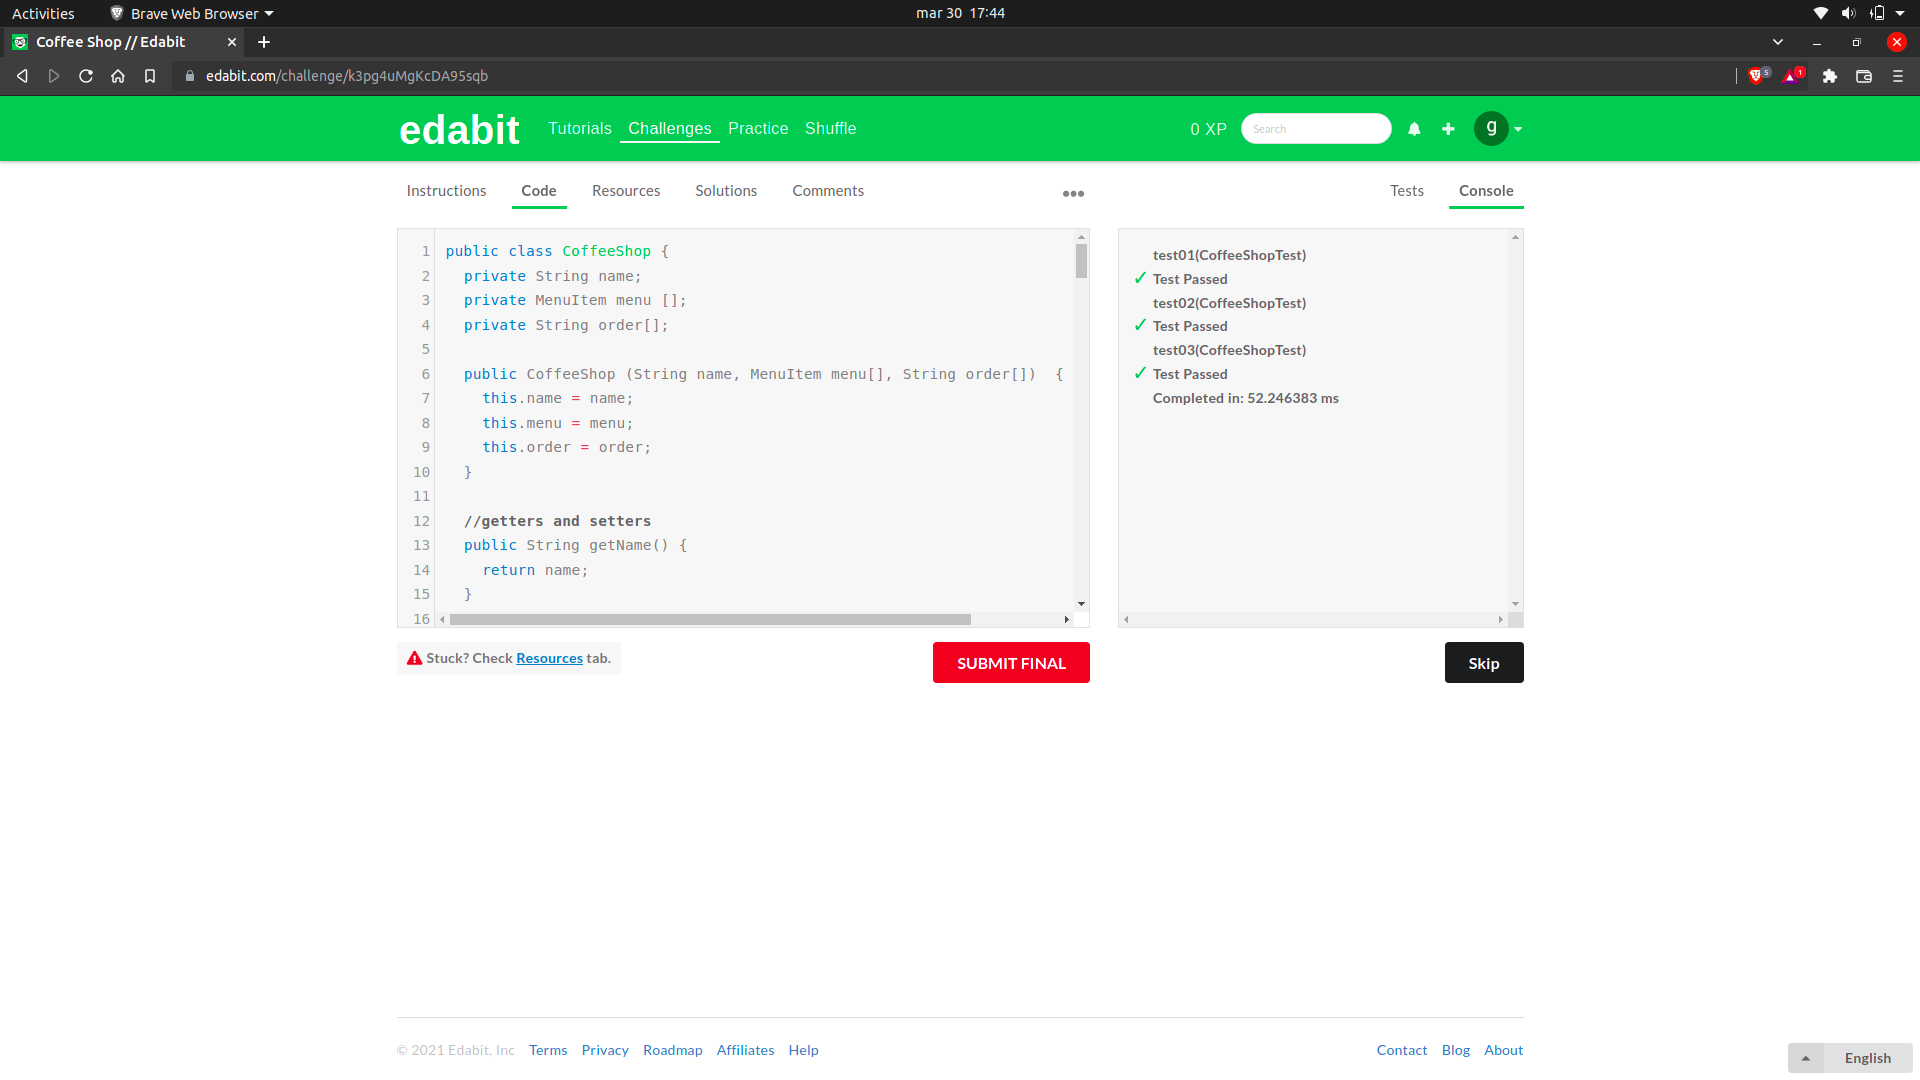 Activities Brave Web Browser mar 30 17:44
Coffee Shop // Edabit
edabit.com/challenge/k3pg4uMgKcDA95sqb 5 1
edabit Tutorials Challenges Practice Shuffle 0 XP Search g
Instructions Code Resources Solutions Comments Tests Console
1 public class CoffeeShop {
2 private String name;
3 private MenuItem menu [];
4 private String order[];
5
6 public CoffeeShop (String name, MenuItem menu[], String order[])  {
7 this.name = name;
8 this.menu = menu;
9 this.order = order;
10 }
11
12 //getters and setters
13 public String getName() {
14 return name;
15 }
16
test01(CoffeeShopTest)
✓ Test Passed
test02(CoffeeShopTest)
✓ Test Passed
test03(CoffeeShopTest)
✓ Test Passed
Completed in: 52.246383 ms
Stuck? Check Resources tab. SUBMIT FINAL Skip
© 2021 Edabit, Inc Terms Privacy Roadmap Affiliates Help Contact Blog About
English